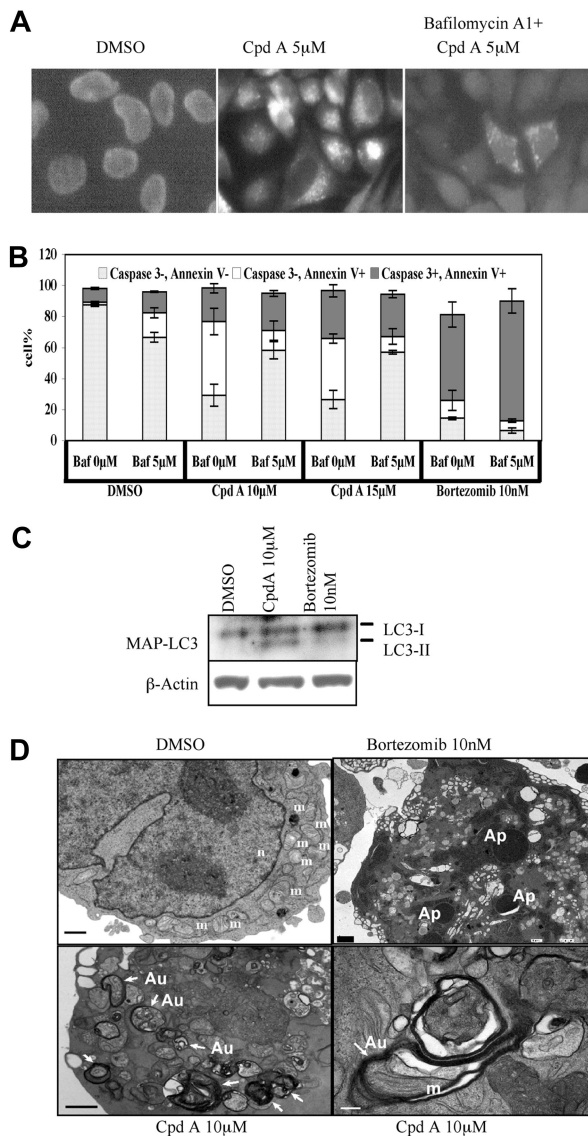 A
DMSO
Cpd A 5μM
Bafilomycin A1+
Cpd A 5μM
B
120
100
80
60
40
20
0
cell%
Caspase 3-, Annexin V-
Caspase 3-, Annexin V+
Caspase 3+, Annexin V+
Baf 0μM
Baf 5μM
Baf 0μM
Baf 5μM
Baf 0μM
Baf 5μM
Baf 0μM
Baf 5μM
DMSO
Cpd A 10μM
Cpd A 15μM
Bortezomib 10nM
C
DMSO
CpdA 10μM
Bortezomib
10nM
MAP-LC3
LC3-I
LC3-II
β-Actin
D
DMSO
Bortezomib 10nM
m
m
m
m
n
m
m
m
m
Ap
Ap
Ap
Au
Au
Au
Au
m
Cpd A 10μM
Cpd A 10μM